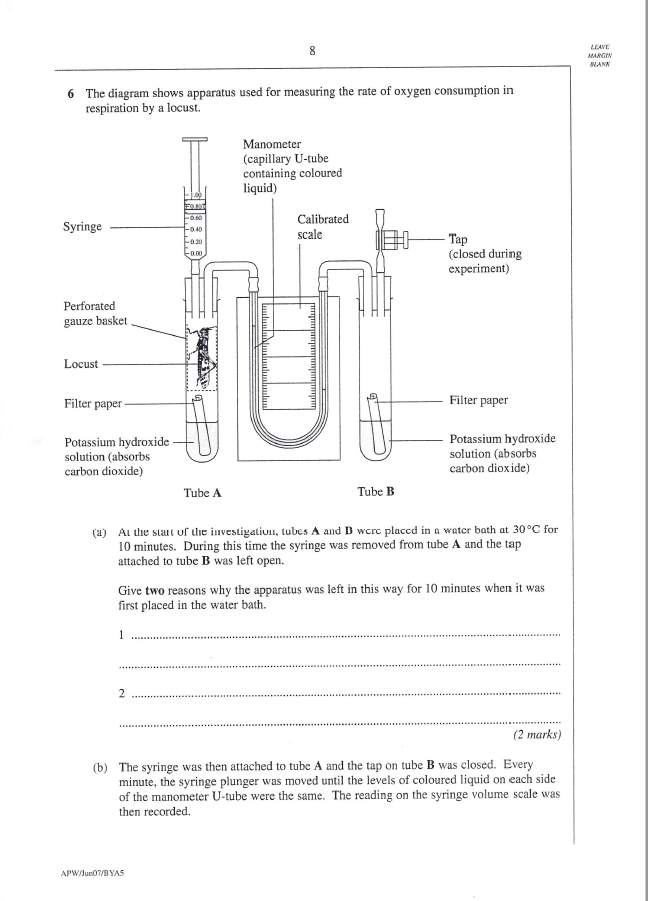 8
LEAVE
MARGIN
BLANK
6 The diagram shows apparatus used for measuring the rate of oxygen consumption in
respiration by a locust.
Manometer
(capillary U-tube
containing coloured
liquid)
Syringe
1.00
0.80
0.60
0.40
0.20
0.00
Calibrated
scale
Tap
(closed during
experiment)
Perforated
gauze basket
Locust
Filter paper
Filter paper
Potassium hydroxide
solution (absorbs
carbon dioxide)
Potassium hydroxide
solution (absorbs
carbon dioxide)
Tube A
Tube B
(a) At the start of the investigation, tubes A and B were placed in a water bath at 30 °C for
10 minutes. During this time the syringe was removed from tube A and the tap
attached to tube B was left open.
Give two reasons why the apparatus was left in this way for 10 minutes when it was
first placed in the water bath.
1
2
(2 marks)
(b) The syringe was then attached to tube A and the tap on tube B was closed. Every
minute, the syringe plunger was moved until the levels of coloured liquid on each side
of the manometer U-tube were the same. The reading on the syringe volume scale was
then recorded.
APW/Jun07/BYA5